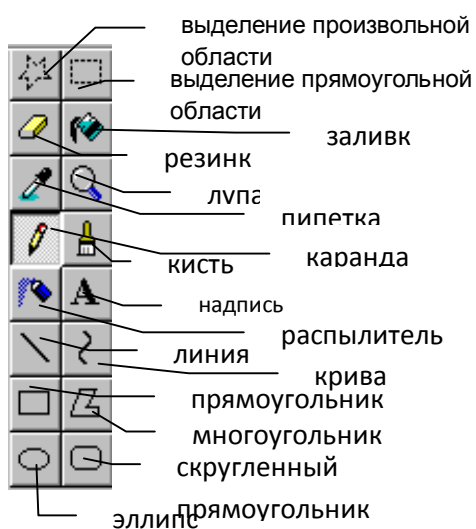 выделение произвольной
области
выделение прямоугольной
области
заливк
резинк
лупа
пипетка
каранда
кисть
надпись
распылитель
линия
крива
прямоугольник
многоугольник
скругленный
прямоугольник
эллипс